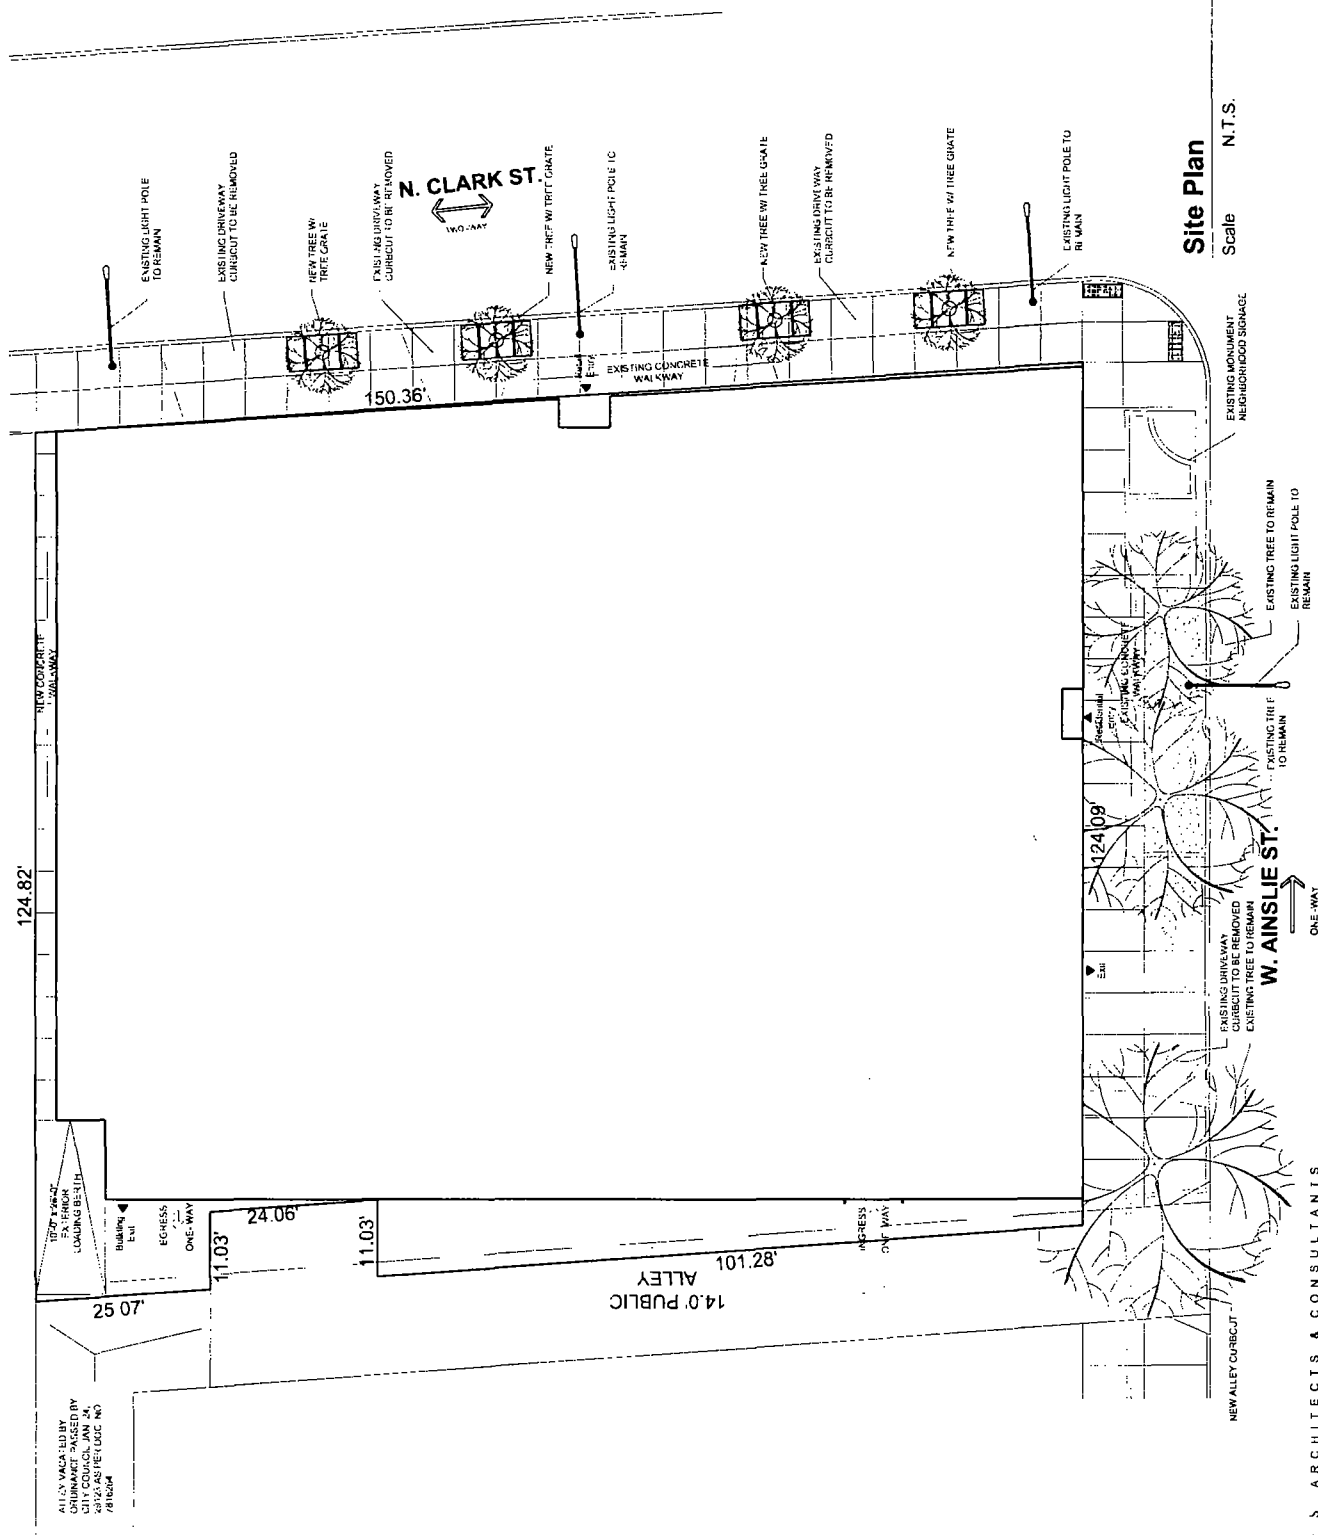 N. CLARK ST.
TWO-WAY
EXISTING LIGHT POLE
TO REMAIN
EXISTING DRIVEWAY
CURBCUT TO BE REMOVED
NEW TREE W/
TREE GRATE
EXISTING DRIVEWAY
CURBCUT TO BE REMOVED
NEW TREE W/ TREE GRATE
EXISTING LIGHT POLE TO
REMAIN
NEW TREE W/ TREE GRATE
EXISTING DRIVEWAY
CURBCUT TO BE REMOVED
NEW TREE W/ TREE GRATE
EXISTING LIGHT POLE TO
REMAIN
Site Plan
Scale N.T.S.
150.36'
Retail
Entry
EXISTING CONCRETE
WALKWAY
EXISTING MONUMENT
NEIGHBORHOOD SIGNAGE
NEW CONCRETE
WALKWAY
124.82'
EXISTING TREE TO REMAIN
EXISTING LIGHT POLE TO
REMAIN
EXISTING CONCRETE
WALKWAY
Residential
Entry
EXISTING TREE
TO REMAIN
124.09'
W. AINSLIE ST.
ONE-WAY
Exit
EXISTING DRIVEWAY
CURBCUT TO BE REMOVED
EXISTING TREE TO REMAIN
EXTERIOR
LOADING BERTH
Building
Exit
EGRESS
ONE-WAY
24.06'
11.03'
11.03'
INGRESS
ONE WAY
101.28'
14.0' PUBLIC
ALLEY
25 07'
NEW ALLEY CURBCUT
ALLEY VACATED BY
ORDINANCE PASSED BY
CITY COUNCIL JAN 24,
AS PER DOC. NO
ARCHITECTS & CONSULTANTS